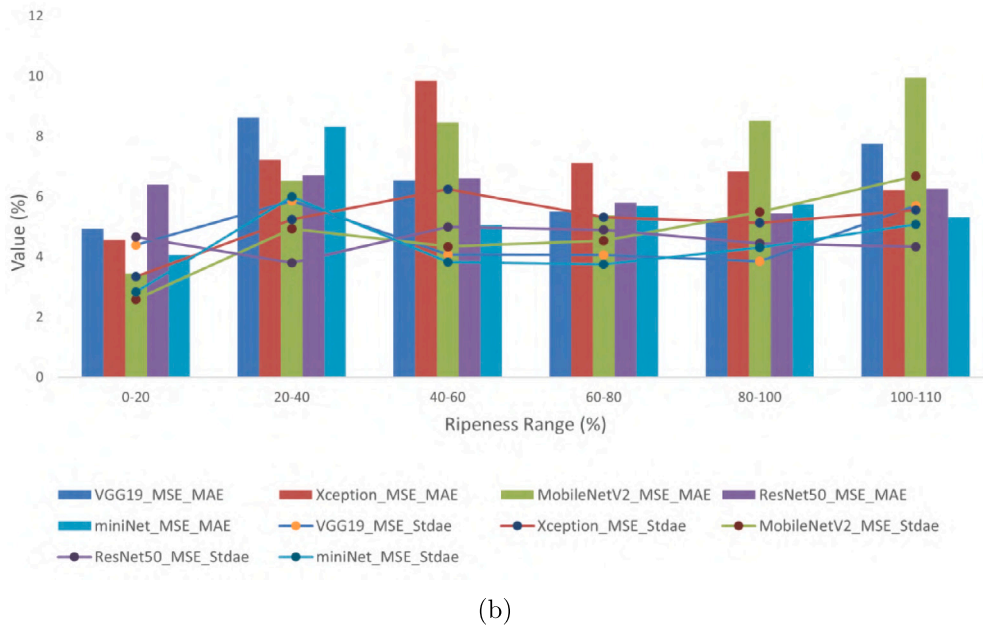 12
10
8
6
4
2
0
Value (%)
0-20 20-40 40-60 60-80 80-100 100-110
Ripeness Range (%)
VGG19_MSE_MAE Xception_MSE_MAE MobileNetV2_MSE_MAE ResNet50_MSE_MAE
miniNet_MSE_MAE VGG19_MSE_Stdae Xception_MSE_Stdae MobileNetV2_MSE_Stdae
ResNet50_MSE_Stdae miniNet_MSE_Stdae
(b)